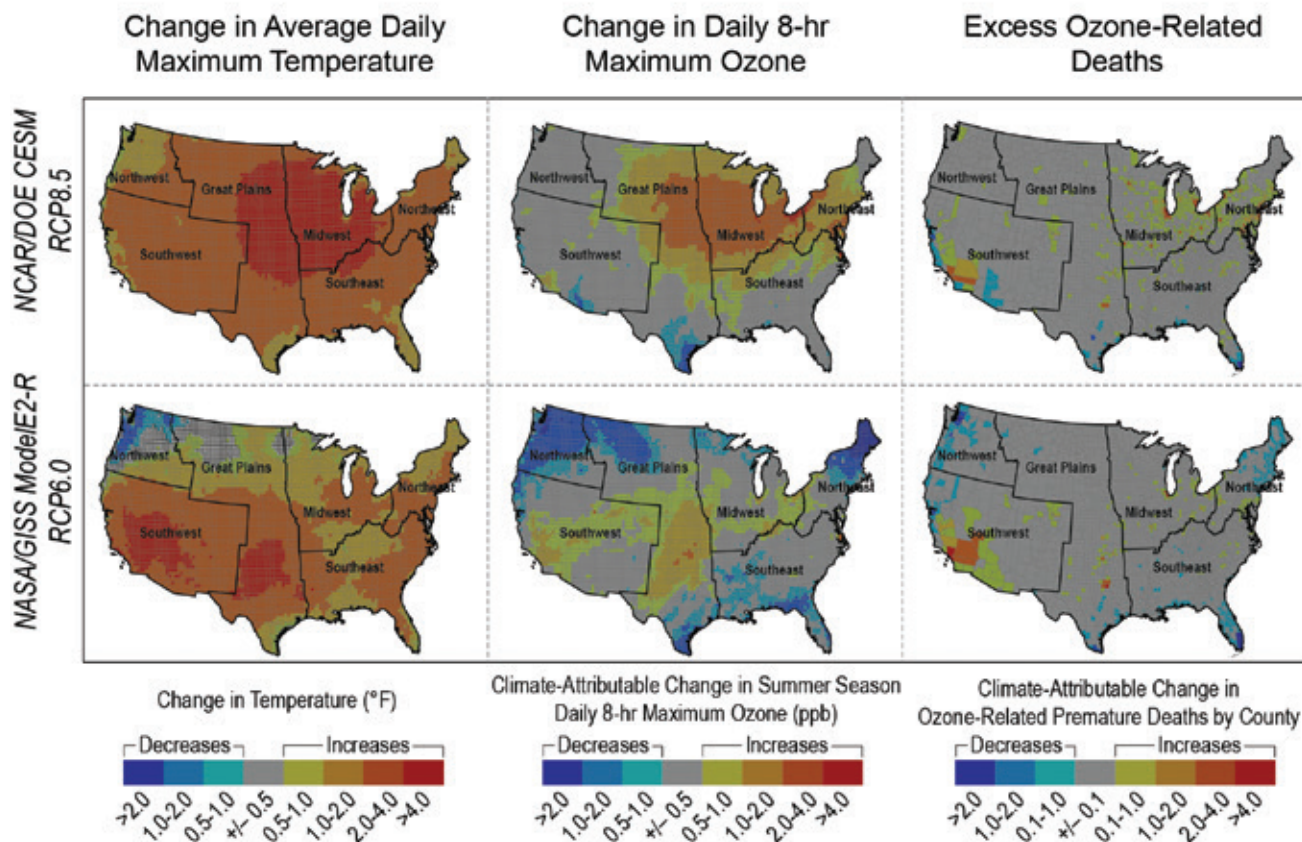 Change in Average Daily
Maximum Temperature
Change in Daily 8-hr
Maximum Ozone
Excess Ozone-Related
Deaths
NCAR/DOE CESM
RCP8.5
Northwest
Great Plains
Midwest
Northeast
Southwest
Southeast
Northwest
Great Plains
Midwest
Northeast
Southwest
Southeast
Northwest
Great Plains
Midwest
Northeast
Southwest
Southeast
NASA/GISS ModelE2-R
RCP6.0
Northwest
Great Plains
Midwest
Northeast
Southwest
Southeast
Northwest
Great Plains
Midwest
Northeast
Southwest
Southeast
Northwest
Great Plains
Midwest
Northeast
Southwest
Southeast
Change in Temperature (°F)
Decreases Increases
>2.0 1.0-2.0 0.5-1.0 +/- 0.5 0.5-1.0 1.0-2.0 2.0-4.0 >4.0
Climate-Attributable Change in Summer Season
Daily 8-hr Maximum Ozone (ppb)
Decreases Increases
>2.0 1.0-2.0 0.5-1.0 +/- 0.5 0.5-1.0 1.0-2.0 2.0-4.0 >4.0
Climate-Attributable Change in
Ozone-Related Premature Deaths by County
Decreases Increases
>2.0 1.0-2.0 0.1-1.0 +/- 0.1 0.1-1.0 1.0-2.0 2.0-4.0 >4.0